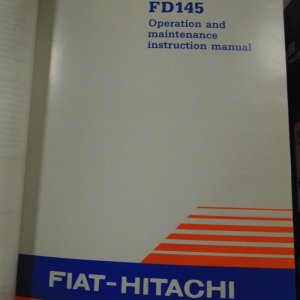 FD145
Operation and
maintenance
instruction manual
FIAT-HITACHI